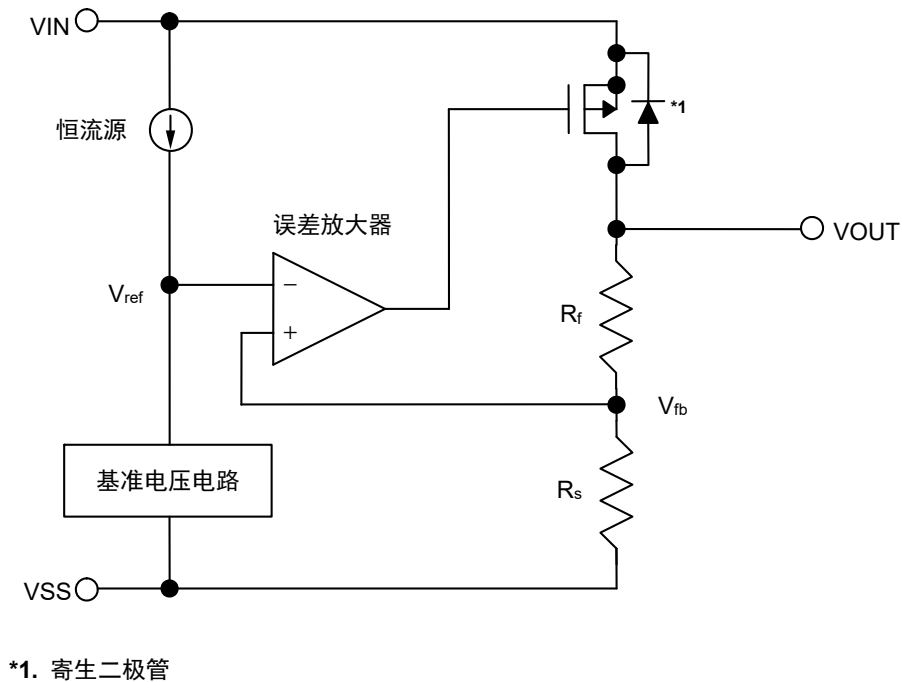 VIN
恒流源
*1
误差放大器
VOUT
Vref
−
+
Rf
Vfb
基准电压电路
Rs
VSS
*1. 寄生二极管